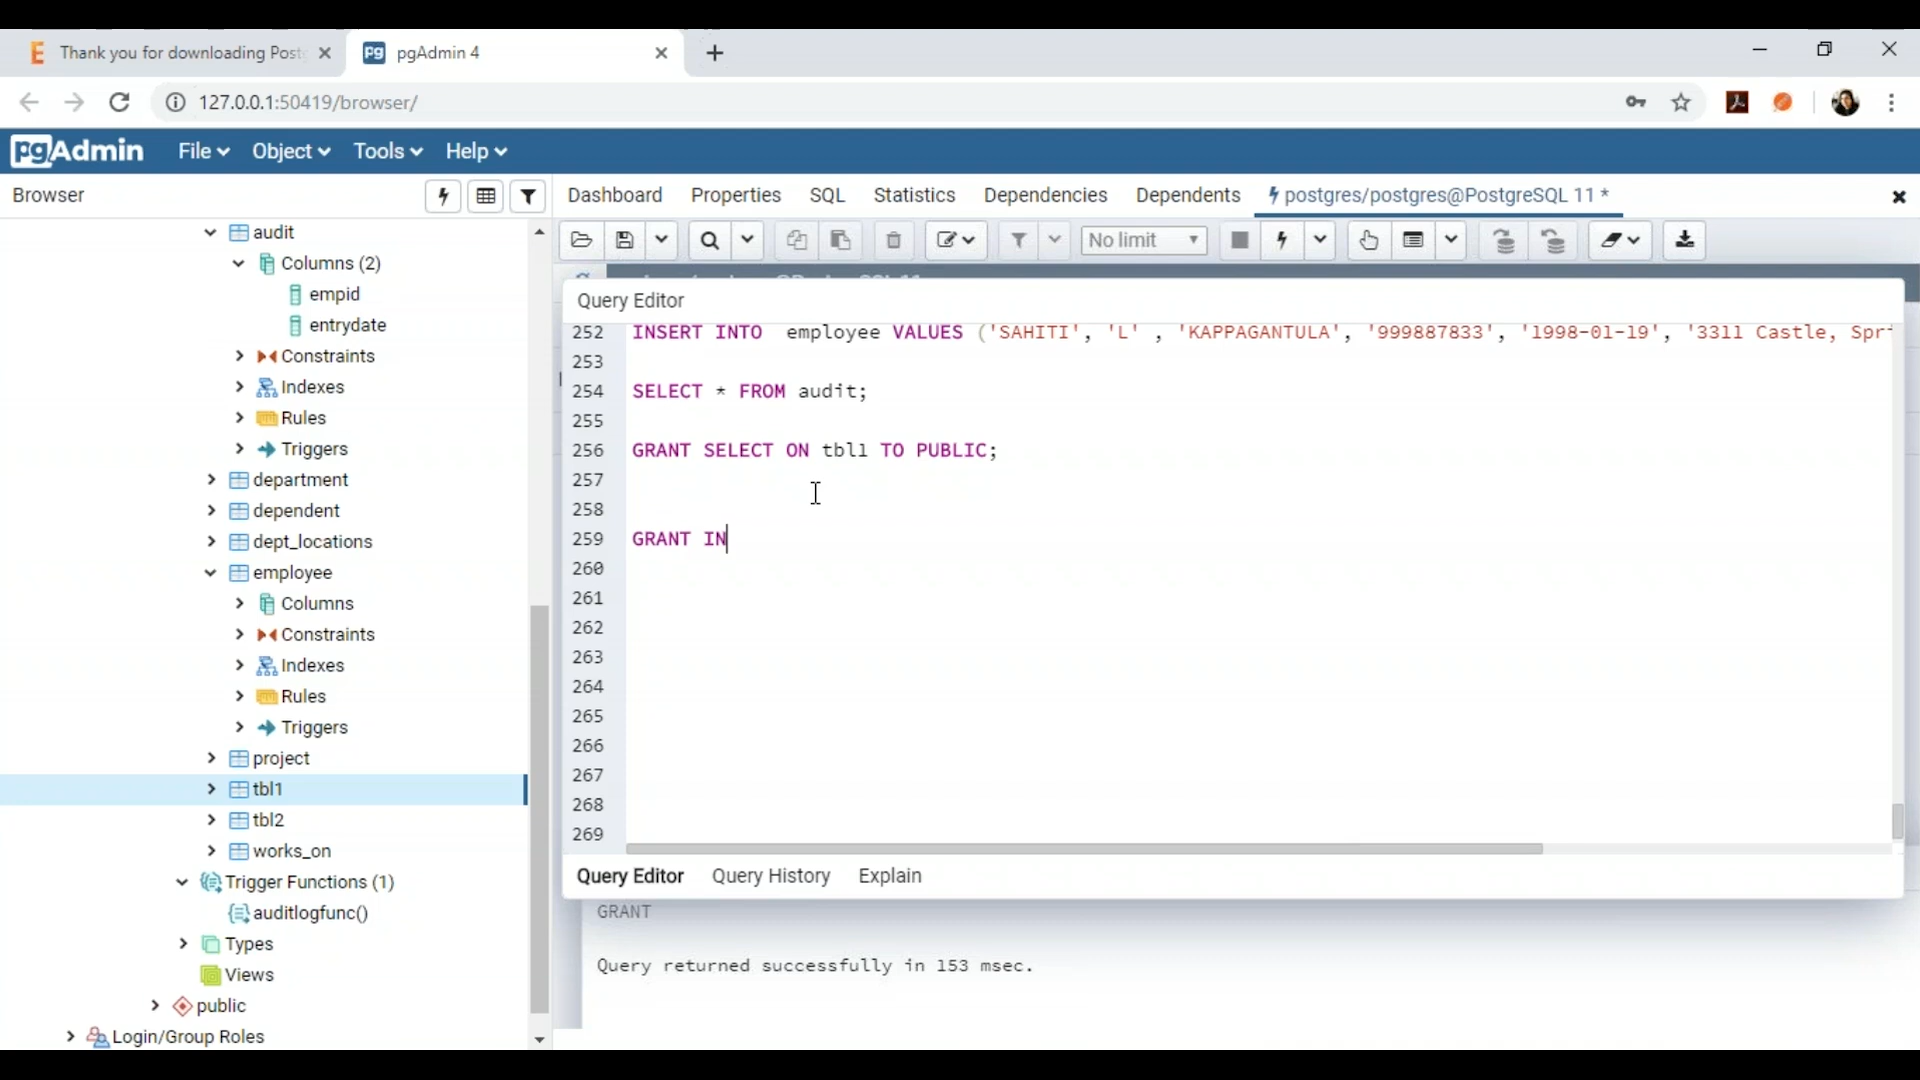 Thank you for downloading Post
pgAdmin 4
127.0.0.1:50419/browser/
pgAdmin
File
Object
Tools
Help
Browser
Dashboard
Properties
SQL
Statistics
Dependencies
Dependents
postgres/postgres@PostgreSQL 11 *
No limit
audit
Columns (2)
empid
entrydate
Constraints
Indexes
Rules
Triggers
department
dependent
dept_locations
employee
Columns
Constraints
Indexes
Rules
Triggers
project
tbl1
tbl2
works_on
Trigger Functions (1)
auditlogfunc()
Types
Views
public
Login/Group Roles
Query Editor
252 INSERT INTO employee VALUES ('SAHITI', 'L' , 'KAPPAGANTULA', '999887833', '1998-01-19', '3311 Castle, Spri
253
254 SELECT * FROM audit;
255
256 GRANT SELECT ON tbl1 TO PUBLIC;
257
258
259 GRANT IN
260
261
262
263
264
265
266
267
268
269
Query Editor
Query History
Explain
GRANT
Query returned successfully in 153 msec.